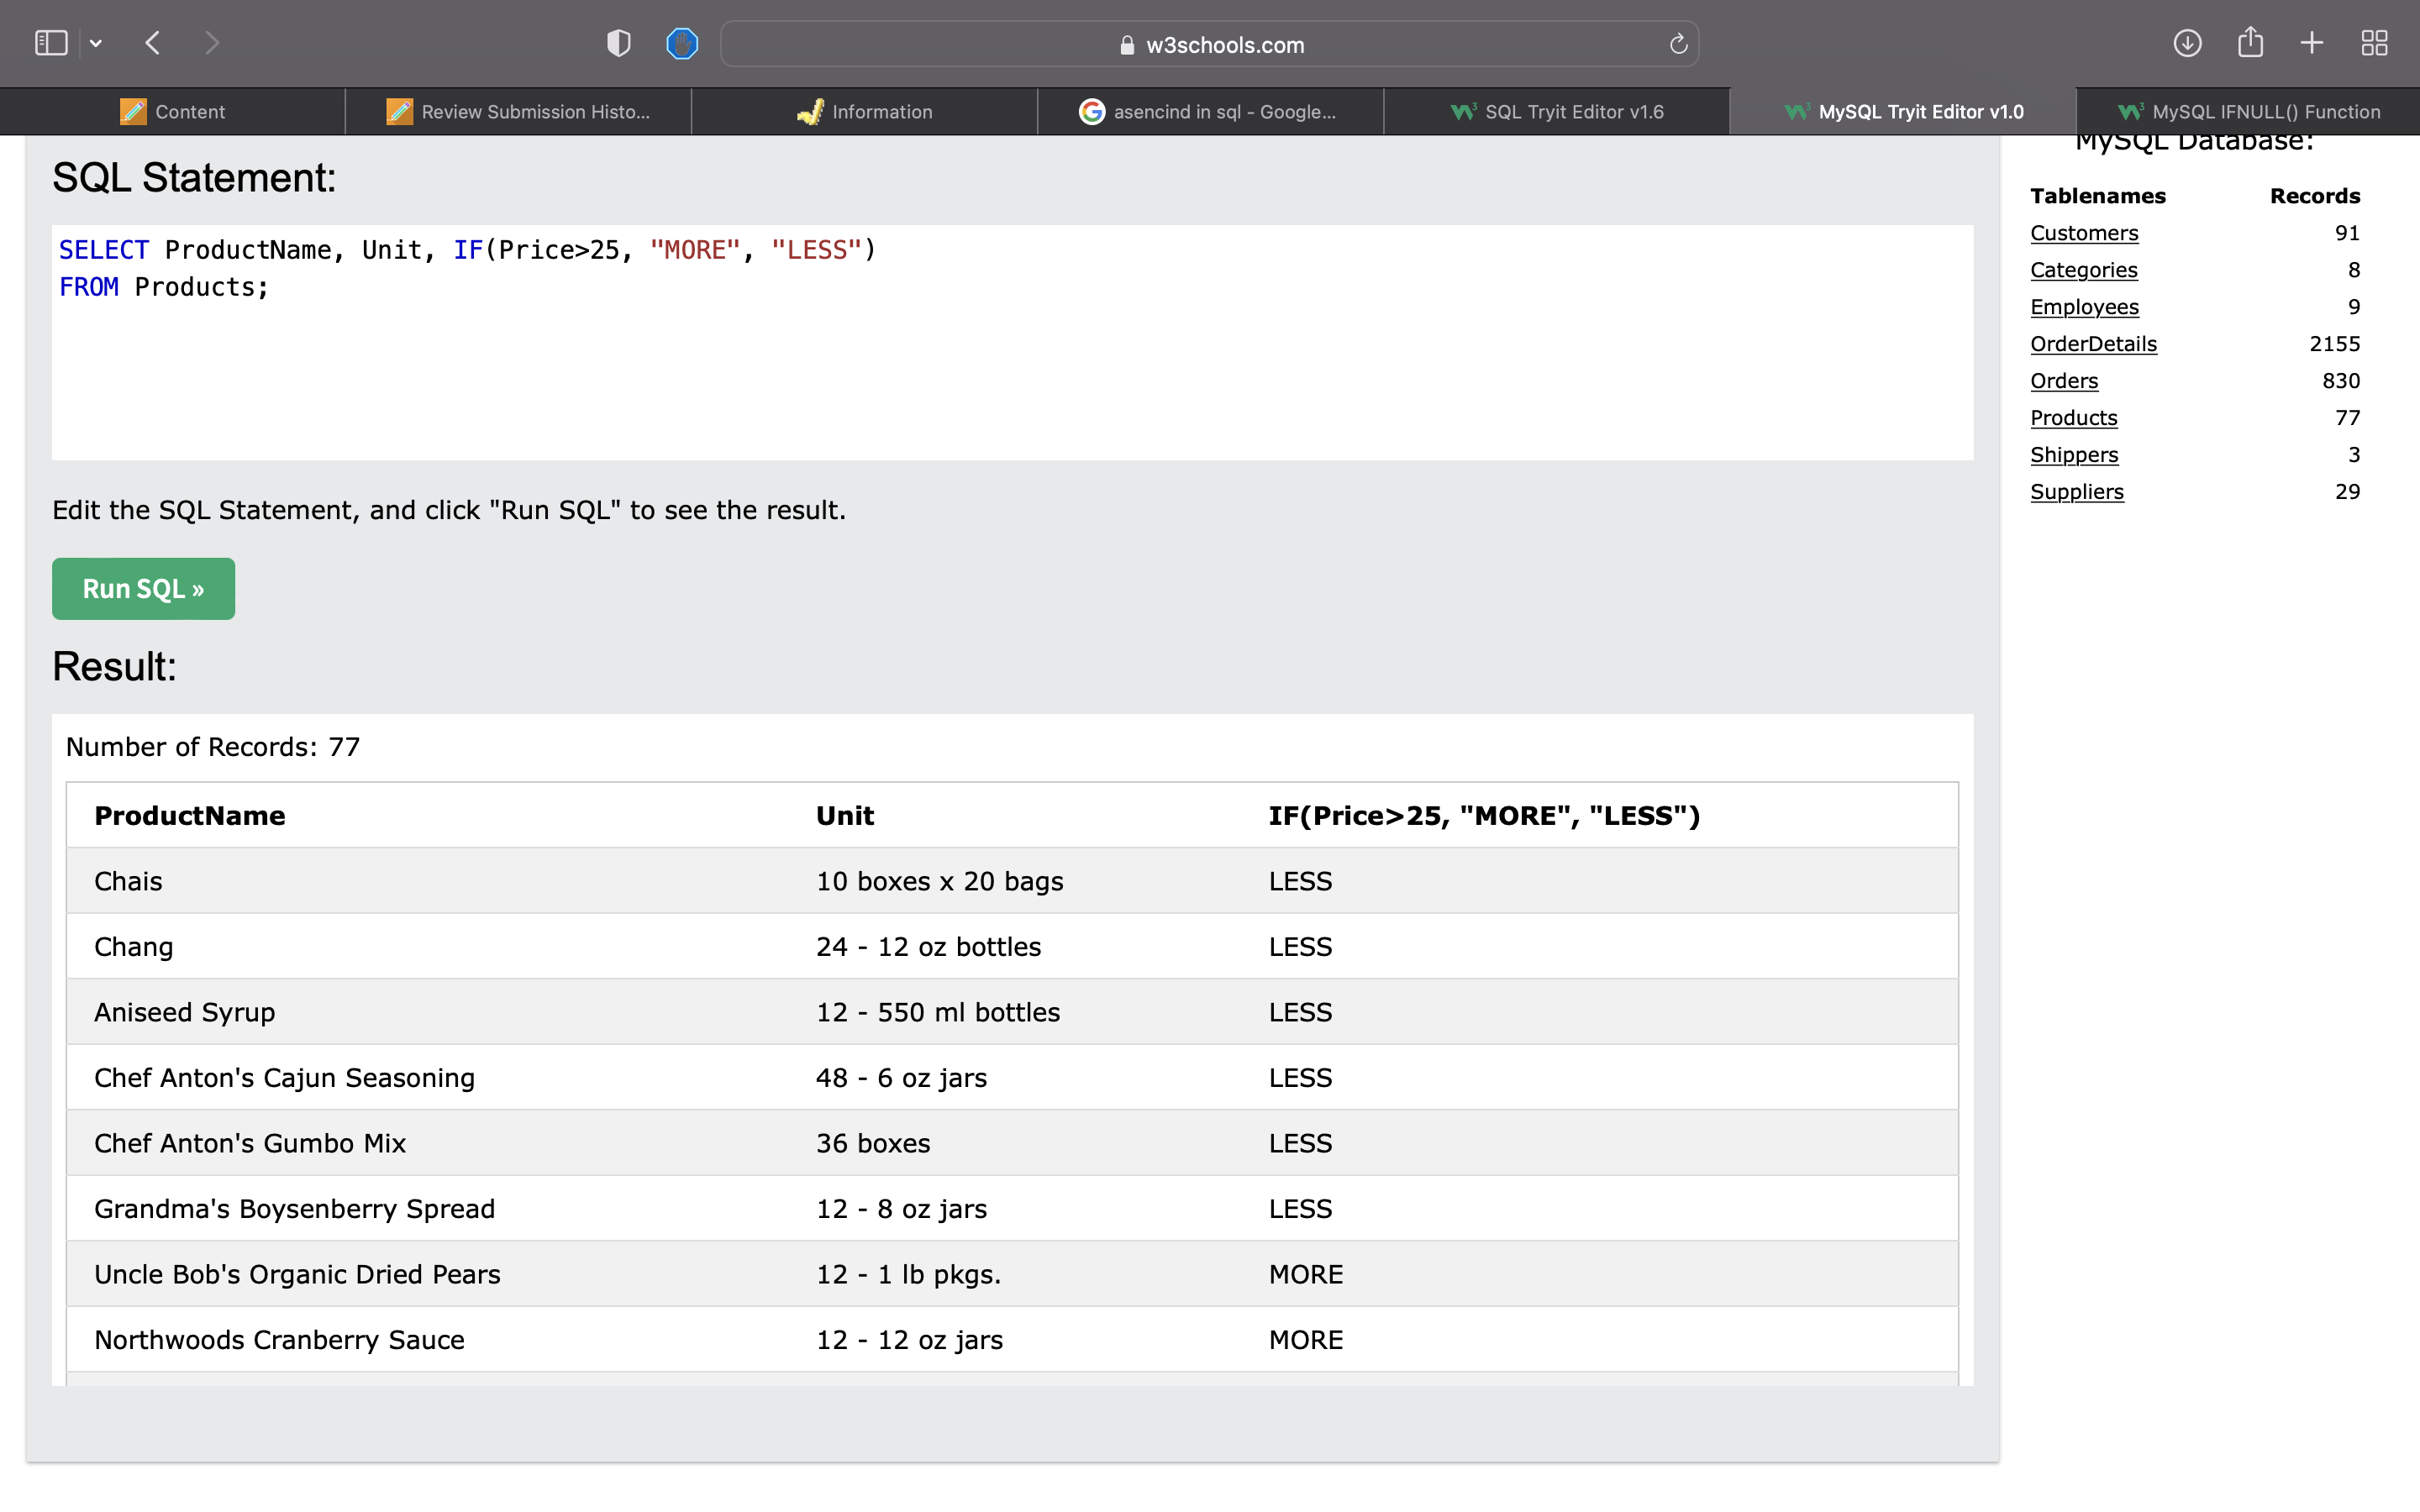 w3schools.com
Content
Review Submission Histo...
Information
asencind in sql - Google...
SQL Tryit Editor v1.6
MySQL Tryit Editor v1.0
MySQL IFNULL() Function
SQL Statement:
SELECT ProductName, Unit, IF(Price>25, "MORE", "LESS")
FROM Products;
Edit the SQL Statement, and click "Run SQL" to see the result.
Run SQL »
Result:
Number of Records: 77
ProductName Unit IF(Price>25, "MORE", "LESS")
Chais 10 boxes x 20 bags LESS
Chang 24 - 12 oz bottles LESS
Aniseed Syrup 12 - 550 ml bottles LESS
Chef Anton's Cajun Seasoning 48 - 6 oz jars LESS
Chef Anton's Gumbo Mix 36 boxes LESS
Grandma's Boysenberry Spread 12 - 8 oz jars LESS
Uncle Bob's Organic Dried Pears 12 - 1 lb pkgs. MORE
Northwoods Cranberry Sauce 12 - 12 oz jars MORE
MySQL Database:
Tablenames Records
Customers 91
Categories 8
Employees 9
OrderDetails 2155
Orders 830
Products 77
Shippers 3
Suppliers 29